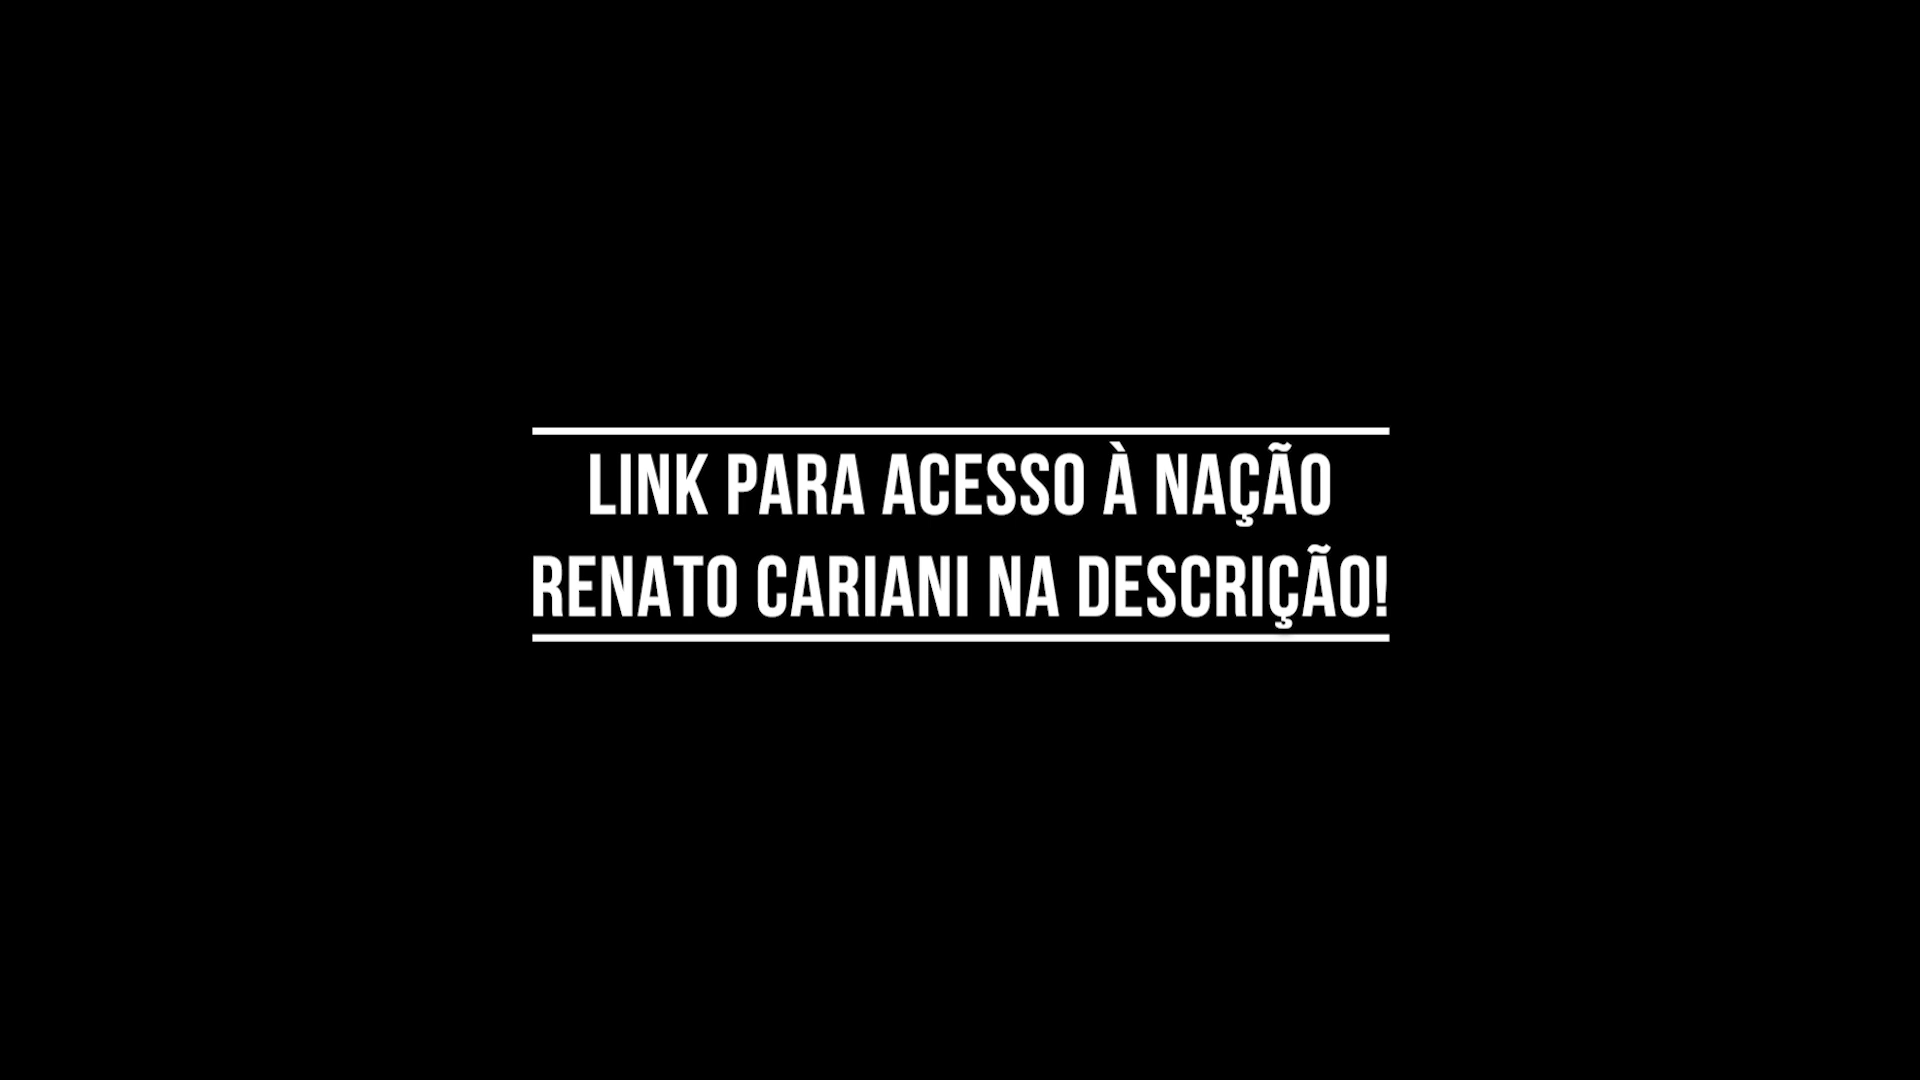 LINK PARA ACESSO À NAÇÃO
RENATO CARIANI NA DESCRIÇÃO!